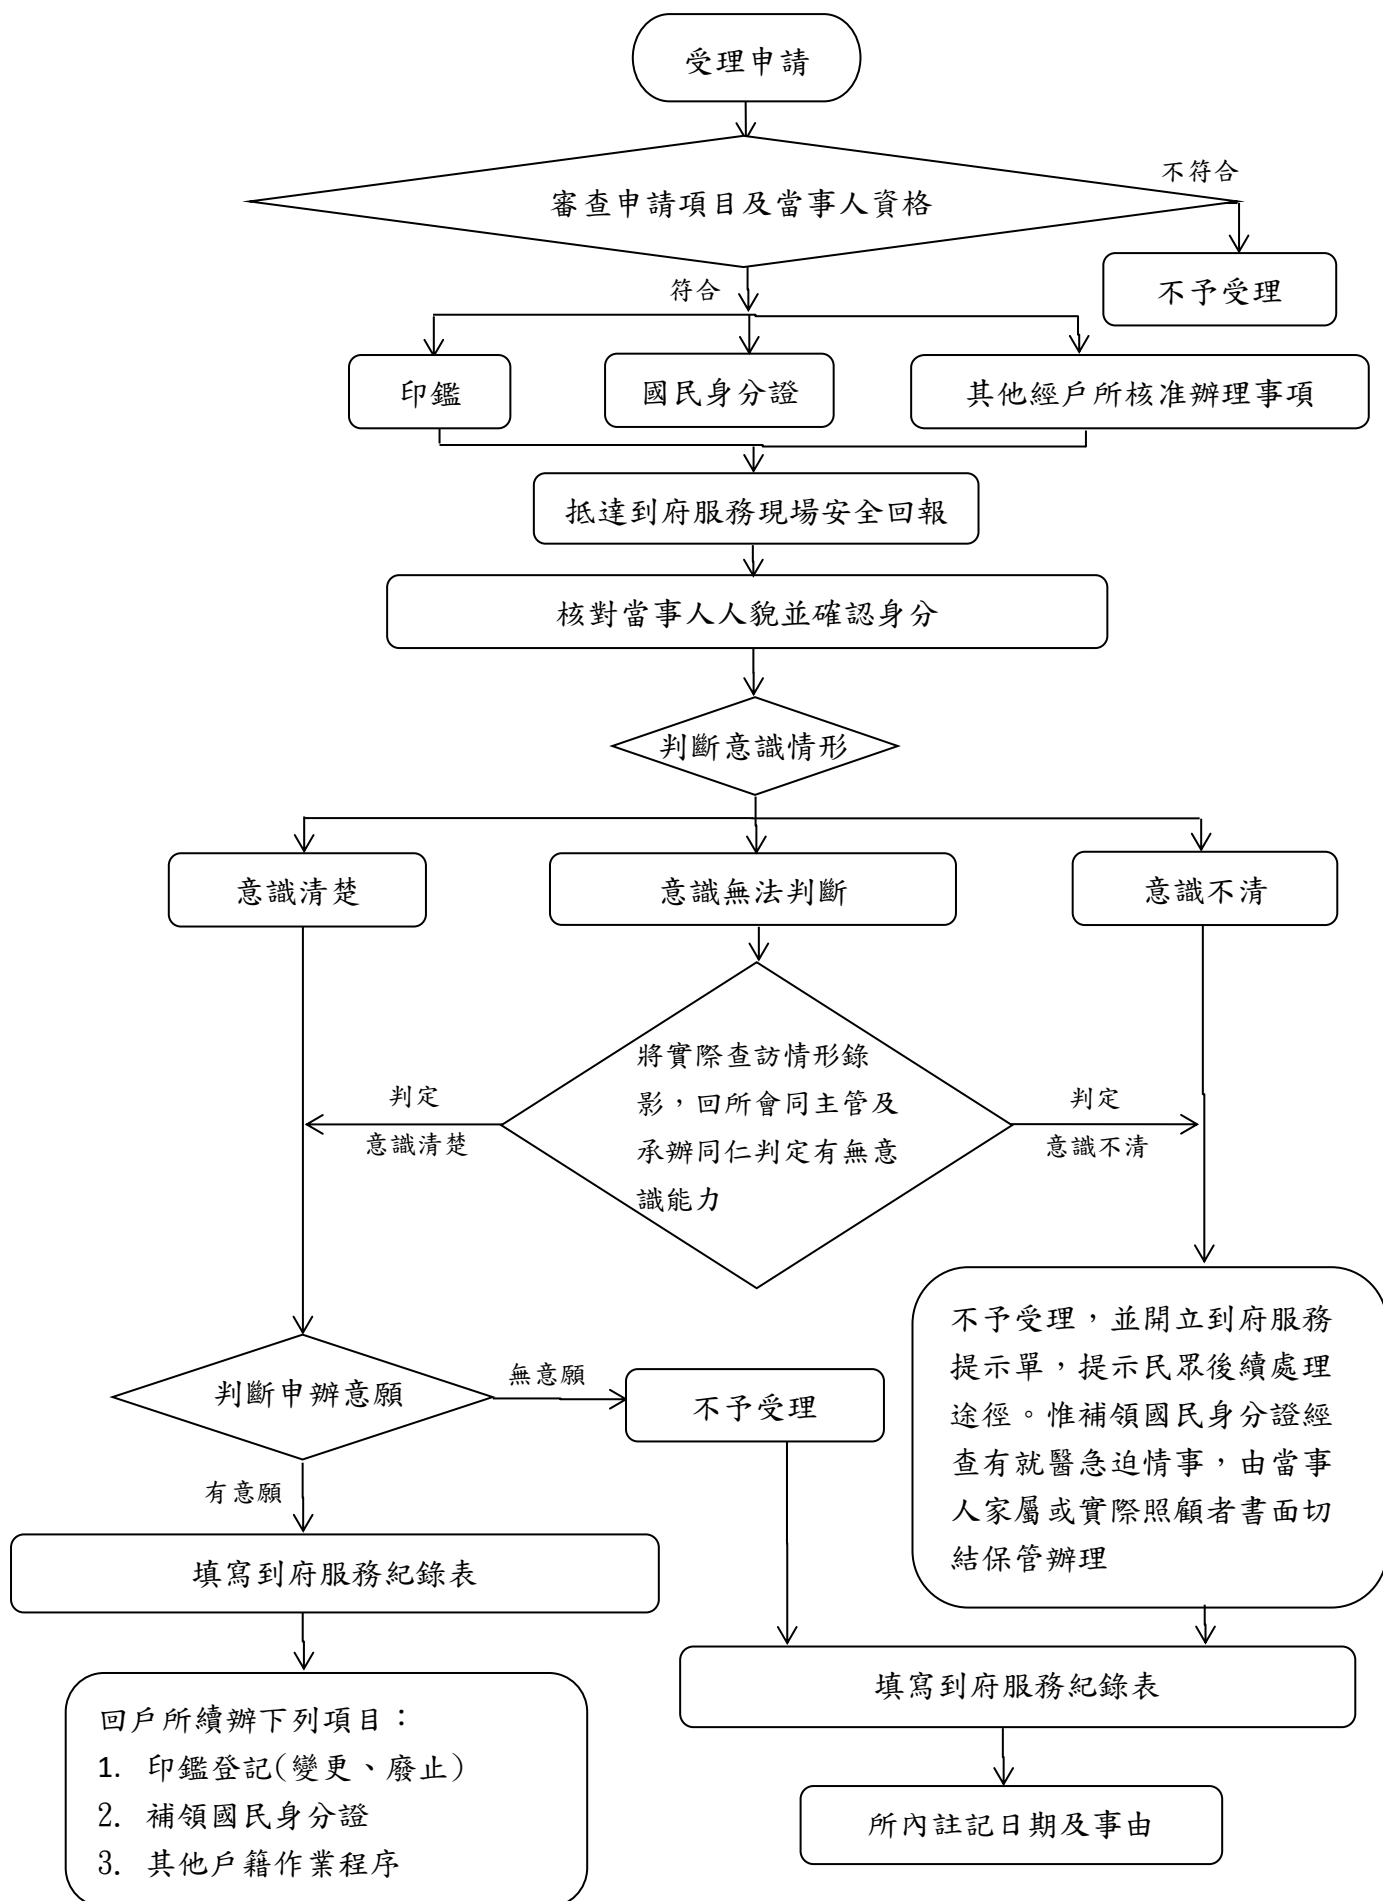 受理申請
不符合
審查申請項目及當事人資格
不予受理
符合
印鑑
國民身分證
其他經戶所核准辦理事項
抵達到府服務現場安全回報
核對當事人人貌並確認身分
判斷意識情形
意識清楚
意識無法判斷
意識不清
將實際查訪情形錄
影，回所會同主管及
承辦同仁判定有無意
識能力
判定
意識清楚
判定
意識不清
不予受理，並開立到府服務
提示單，提示民眾後續處理
途徑。惟補領國民身分證經
查有就醫急迫情事，由當事
人家屬或實際照顧者書面切
結保管辦理
判斷申辦意願
無意願
不予受理
有意願
填寫到府服務紀錄表
填寫到府服務紀錄表
回戶所續辦下列項目：
1. 印鑑登記(變更、廢止)
2. 補領國民身分證
3. 其他戶籍作業程序
所內註記日期及事由